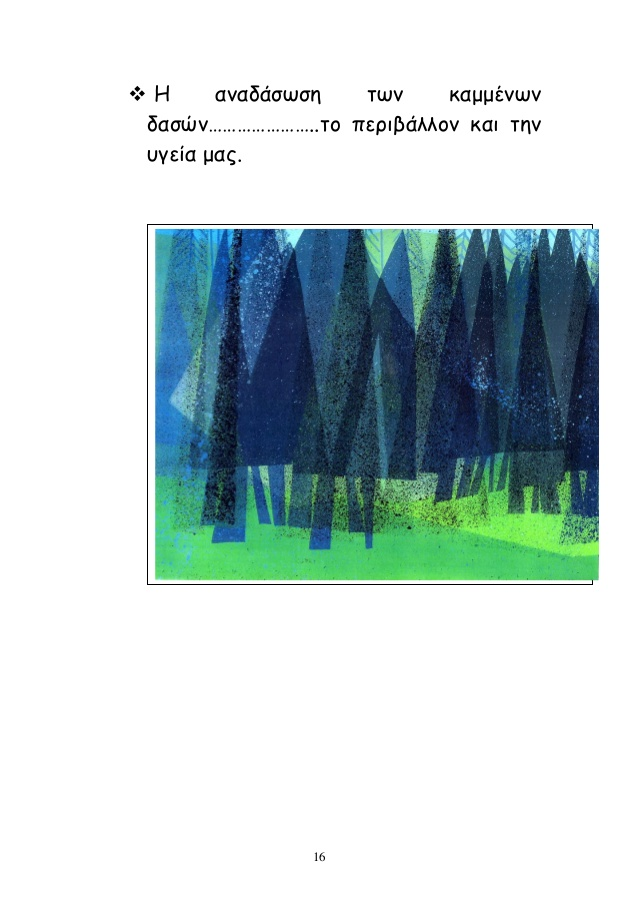 ❖ Η αναδάσωση των καμμένων
δασών…………………..το περιβάλλον και την
υγεία μας.
16